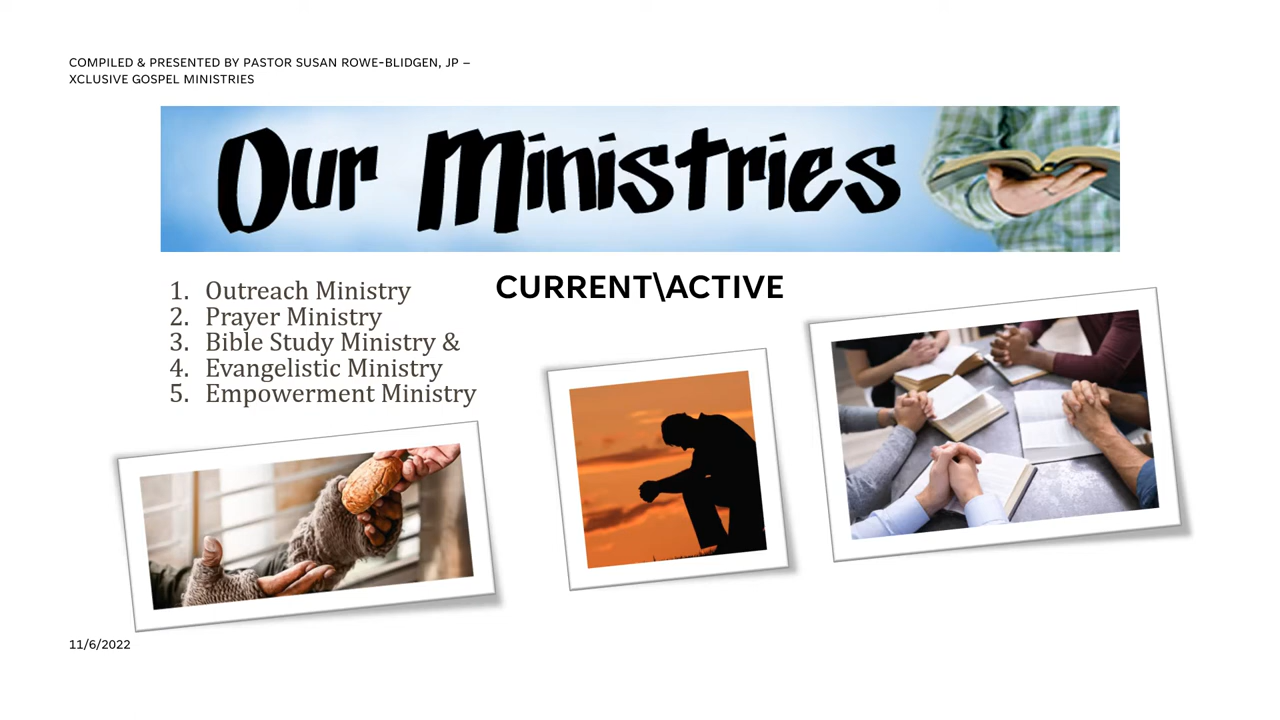 COMPILED & PRESENTED BY PASTOR SUSAN ROWE-BLIDGEN, JP –
XCLUSIVE GOSPEL MINISTRIES
Our Ministries
CURRENT\ACTIVE
1. Outreach Ministry
2. Prayer Ministry
3. Bible Study Ministry &
4. Evangelistic Ministry
5. Empowerment Ministry
11/6/2022